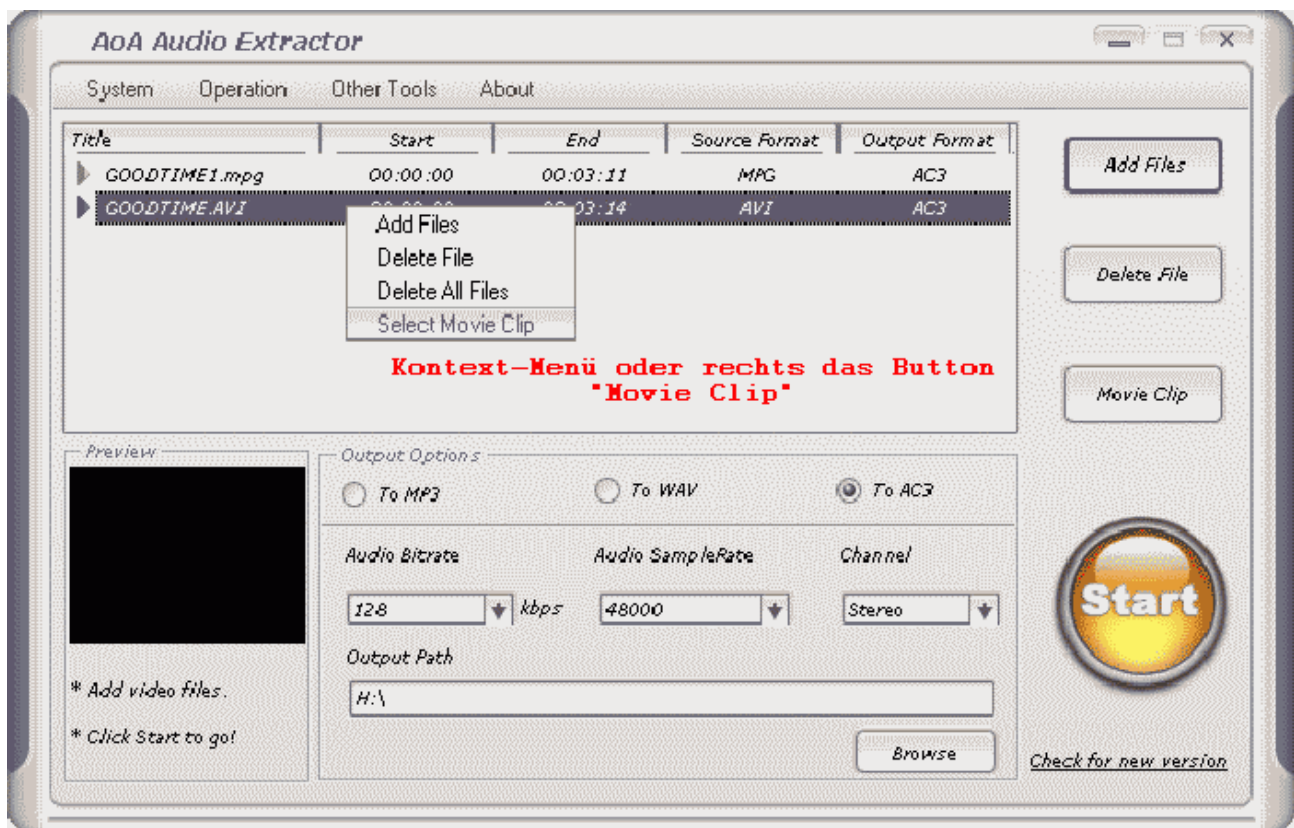 AoA Audio Extractor
System Operation Other Tools About
Title Start End Source Format Output Format
GOODTIME1.mpg 00:00:00 00:03:11 MPG AC3
GOODTIME.AVI 03:14 AVI AC3
Add Files
Delete File
Delete All Files
Select Movie Clip
Kontext-Menü oder rechts das Button
"Movie Clip"
Add Files
Delete File
Movie Clip
Preview
* Add video files.
* Click Start to go!
Output Options
To MP3 To WAV To AC3
Audio Bitrate Audio SampleRate Channel
128 kbps 48000 Stereo
Output Path
H:\
Browse
Start
Check for new version